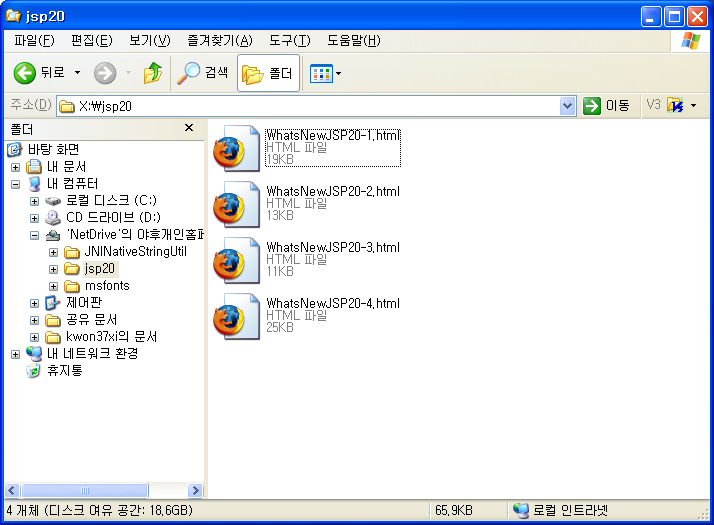 jsp20
파일(F) 편집(E) 보기(V) 즐겨찾기(A) 도구(T) 도움말(H)
뒤로 검색 폴더
주소(D) X:₩jsp20 이동 V3
폴더
바탕 화면
내 문서
내 컴퓨터
로컬 디스크 (C:)
CD 드라이브 (D:)
'NetDrive'의 야후개인홈페
JNINativeStringUtil
jsp20
msfonts
제어판
공유 문서
kwon37xi의 문서
내 네트워크 환경
휴지통
WhatsNewJSP20-1.html
HTML 파일
19KB
WhatsNewJSP20-2.html
HTML 파일
13KB
WhatsNewJSP20-3.html
HTML 파일
11KB
WhatsNewJSP20-4.html
HTML 파일
25KB
4 개체 (디스크 여유 공간: 18,6GB) 65,9KB 로컬 인트라넷